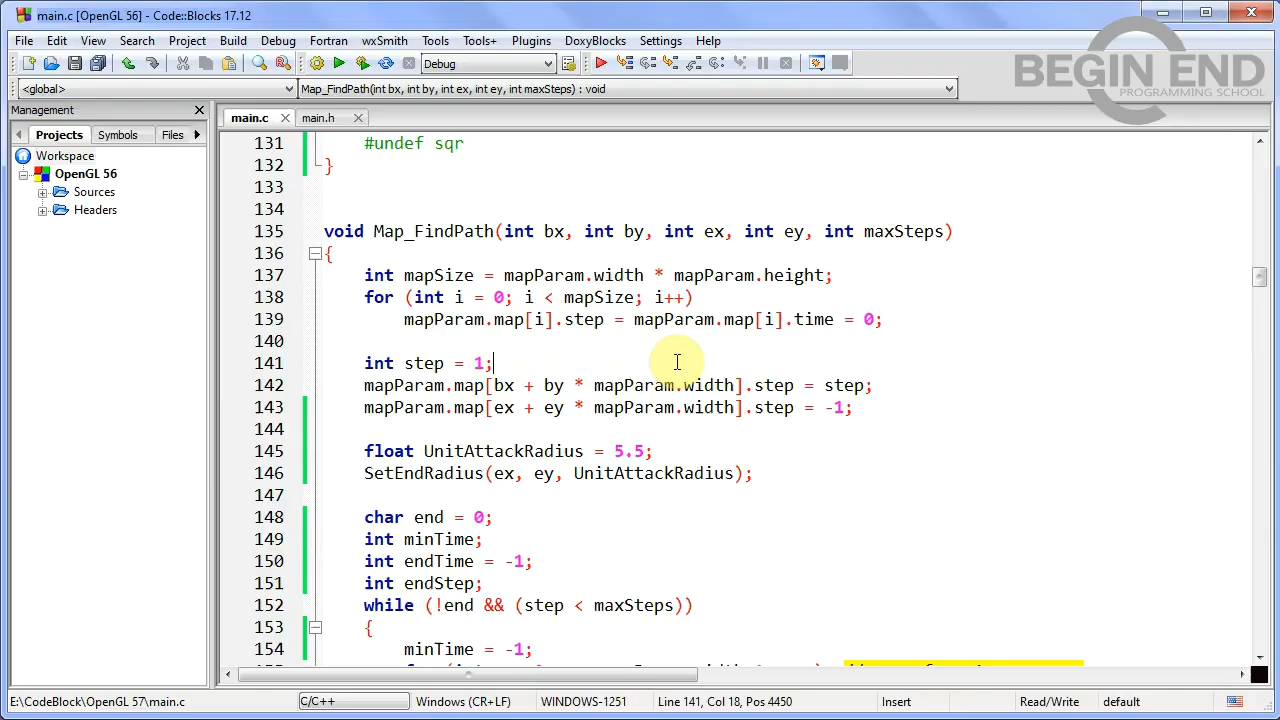 main.c [OpenGL 56] - Code::Blocks 17.12
File Edit View Search Project Build Debug Fortran wxSmith Tools Tools+ Plugins DoxyBlocks Settings Help
Debug
BEGIN END
PROGRAMMING SCHOOL
<global> Map_FindPath(int bx, int by, int ex, int ey, int maxSteps) : void
Management
main.c main.h
Projects Symbols Files
Workspace
OpenGL 56
Sources
Headers
131 #undef sqr
132 }
133
134
135 void Map_FindPath(int bx, int by, int ex, int ey, int maxSteps)
136 {
137 int mapSize = mapParam.width * mapParam.height;
138 for (int i = 0; i < mapSize; i++)
139 mapParam.map[i].step = mapParam.map[i].time = 0;
140
141 int step = 1;
142 mapParam.map[bx + by * mapParam.width].step = step;
143 mapParam.map[ex + ey * mapParam.width].step = -1;
144
145 float UnitAttackRadius = 5.5;
146 SetEndRadius(ex, ey, UnitAttackRadius);
147
148 char end = 0;
149 int minTime;
150 int endTime = -1;
151 int endStep;
152 while (!end && (step < maxSteps))
153 {
154 minTime = -1;
E:\CodeBlock\OpenGL 57\main.c C/C++ Windows (CR+LF) WINDOWS-1251 Line 141, Col 18, Pos 4450 Insert Read/Write default